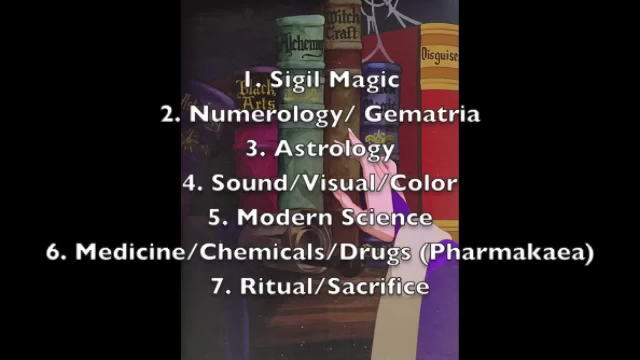 Witch
Craft
Alchemy
Disguise
Black
Arts
1. Sigil Magic
2. Numerology/ Gematria
3. Astrology
4. Sound/Visual/Color
5. Modern Science
6. Medicine/Chemicals/Drugs (Pharmakaea)
7. Ritual/Sacrifice